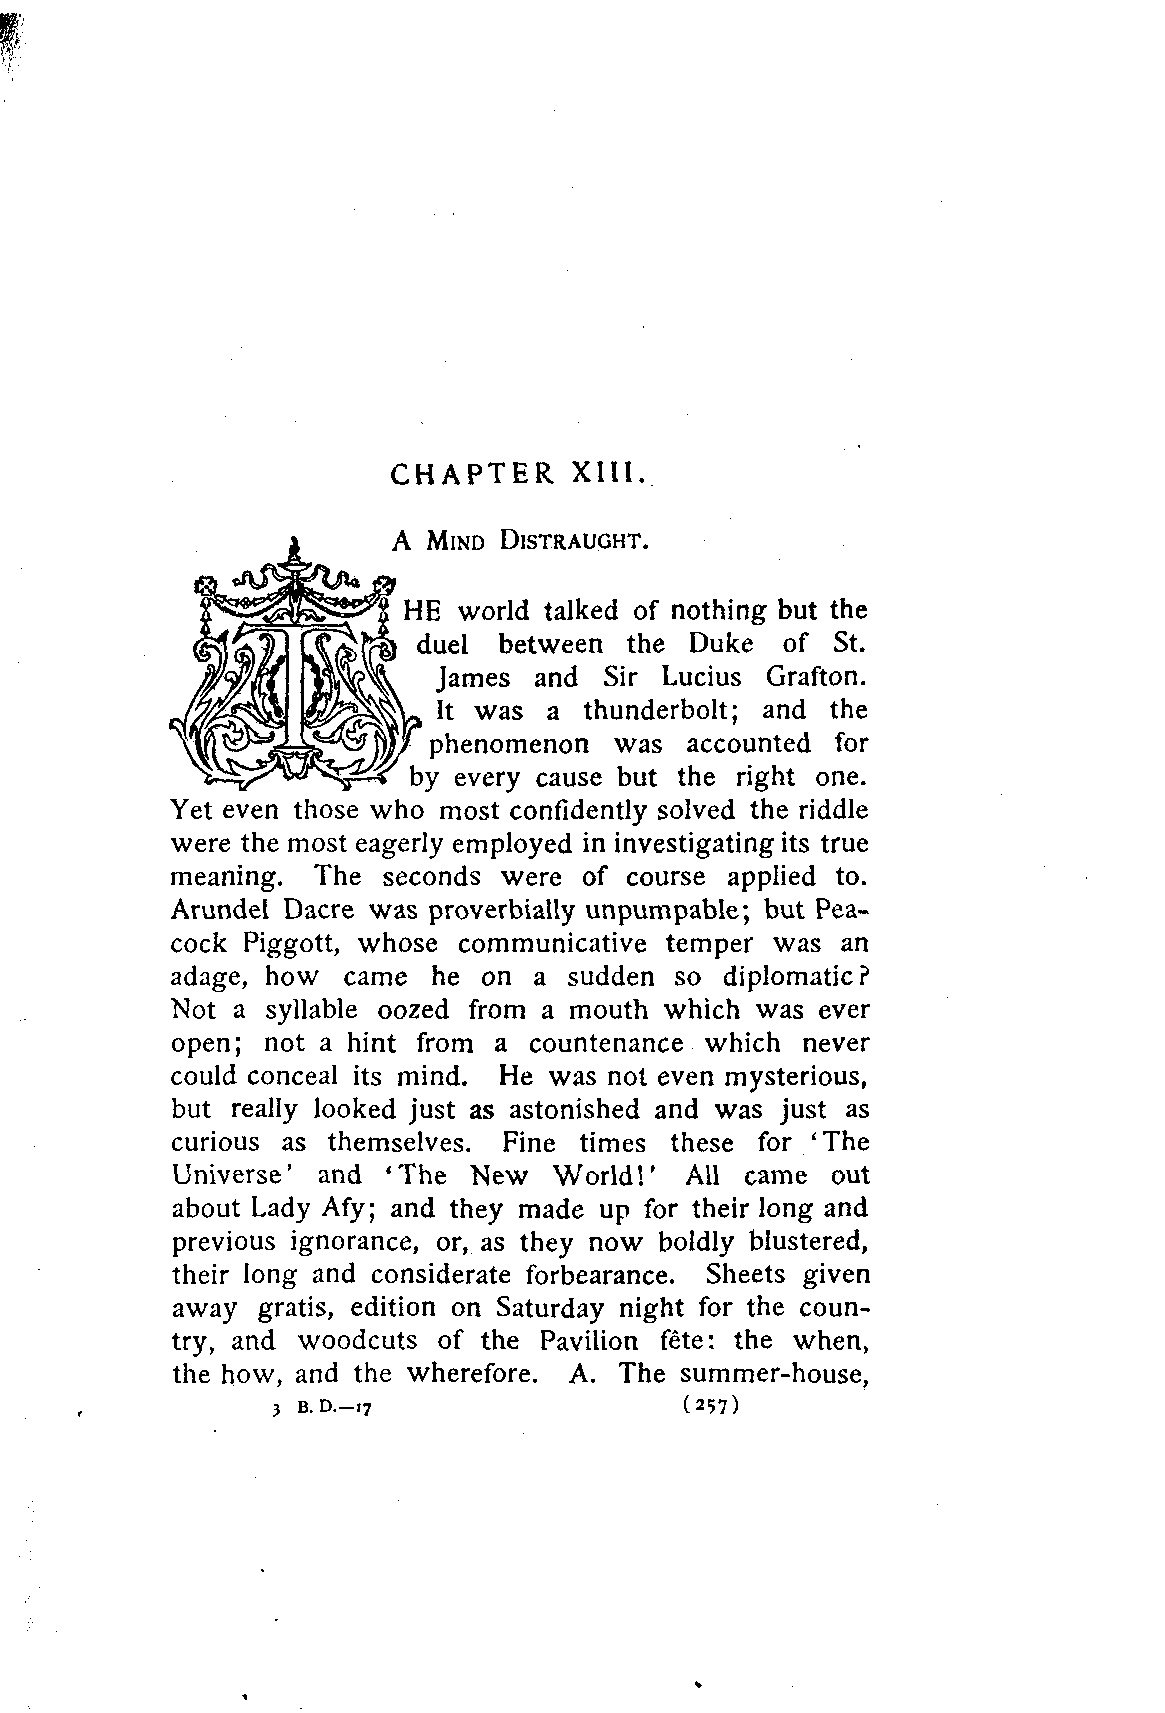 CHAPTER XIII.
A MIND DISTRAUGHT.
THE world talked of nothing but the
duel between the Duke of St.
James and Sir Lucius Grafton.
It was a thunderbolt; and the
phenomenon was accounted for
by every cause but the right one.
Yet even those who most confidently solved the riddle
were the most eagerly employed in investigating its true
meaning. The seconds were of course applied to.
Arundel Dacre was proverbially unpumpable; but Pea-
cock Piggott, whose communicative temper was an
adage, how came he on a sudden so diplomatic?
Not a syllable oozed from a mouth which was ever
open; not a hint from a countenance which never
could conceal its mind. He was not even mysterious,
but really looked just as astonished and was just as
curious as themselves. Fine times these for ‘The
Universe’ and ‘The New World!’ All came out
about Lady Afy; and they made up for their long and
previous ignorance, or, as they now boldly blustered,
their long and considerate forbearance. Sheets given
away gratis, edition on Saturday night for the coun-
try, and woodcuts of the Pavilion fête: the when,
the how, and the wherefore. A. The summer-house,
3 B. D.—17 (257)